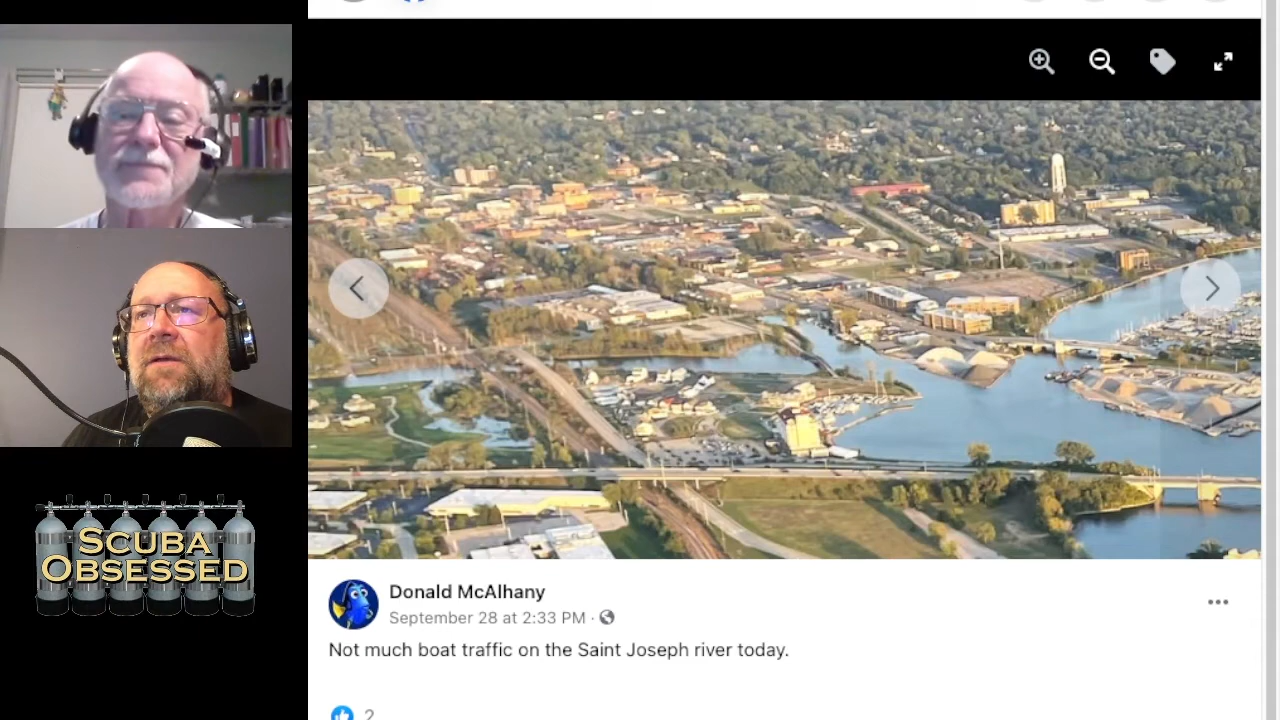 SCUBA
OBSESSED
Donald McAlhany
September 28 at 2:33 PM ·
Not much boat traffic on the Saint Joseph river today.
2